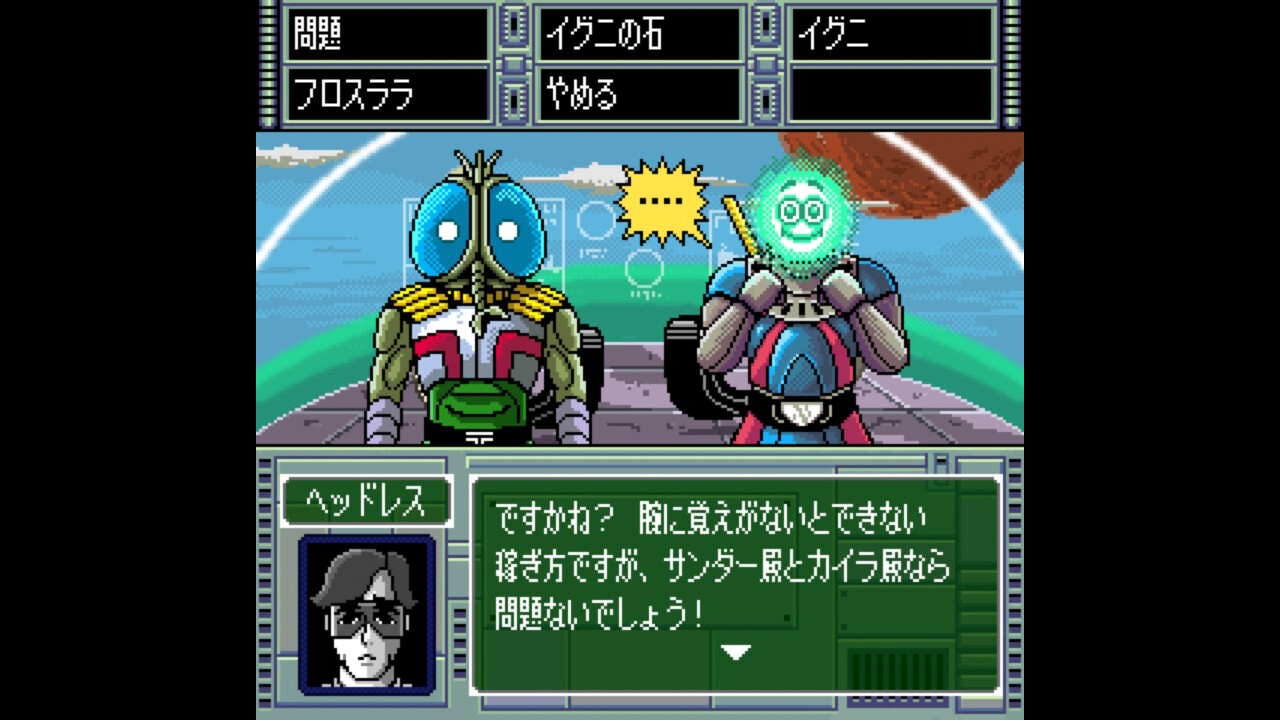 問題
イグニの石
イグニ
フロスララ
やめる
....
ヘッドレス
ですかね? 腕に覚えがないとできない
稼ぎ方ですが、サンダー殿とカイラ殿なら
問題ないでしょう!